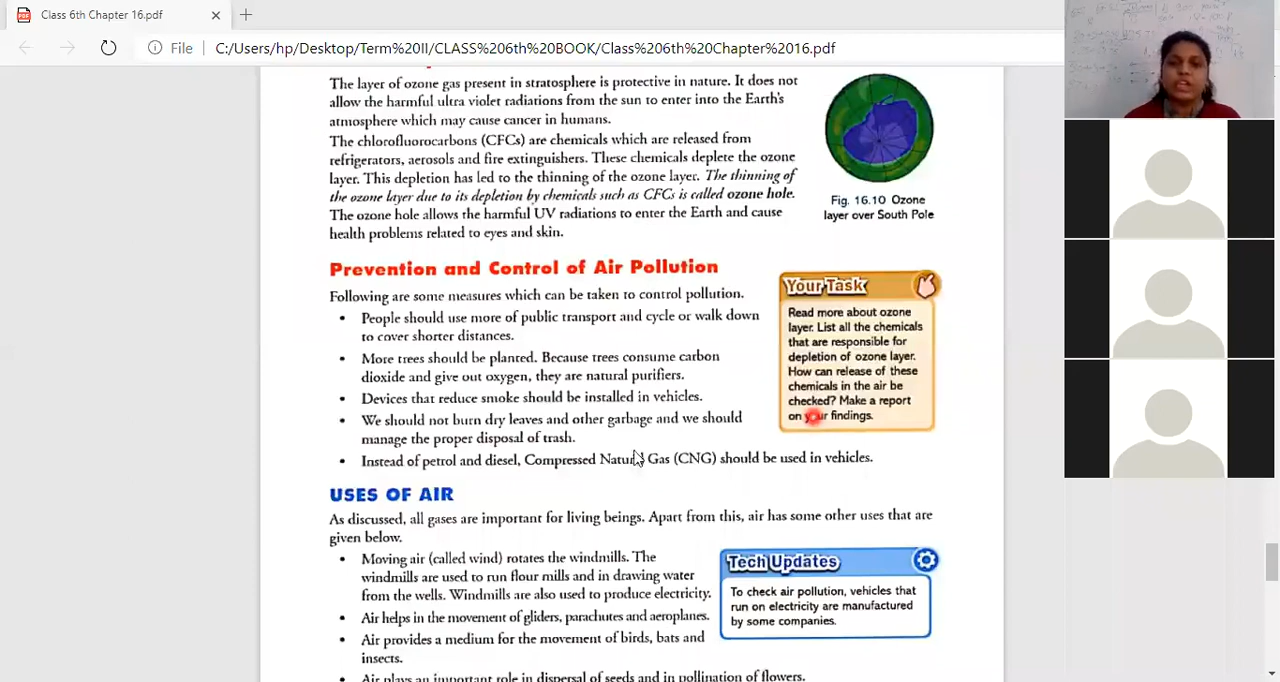 Class 6th Chapter 16.pdf
File
C:/Users/hp/Desktop/Term%20II/CLASS%206th%20BOOK/Class%206th%20Chapter%2016.pdf
The layer of ozone gas present in stratosphere is protective in nature. It does not
allow the harmful ultra violet radiations from the sun to enter into the Earth's
atmosphere which may cause cancer in humans.
The chlorofluorocarbons (CFCs) are chemicals which are released from
refrigerators, aerosols and fire extinguishers. These chemicals deplete the ozone
layer. This depletion has led to the thinning of the ozone layer. The thinning of
the ozone layer due to its depletion by chemicals such as CFCs is called ozone hole.
The ozone hole allows the harmful UV radiations to enter the Earth and cause
health problems related to eyes and skin.
Fig. 16.10 Ozone
layer over South Pole
Prevention and Control of Air Pollution
Following are some measures which can be taken to control pollution.
• People should use more of public transport and cycle or walk down
to cover shorter distances.
• More trees should be planted. Because trees consume carbon
dioxide and give out oxygen, they are natural purifiers.
• Devices that reduce smoke should be installed in vehicles.
• We should not burn dry leaves and other garbage and we should
manage the proper disposal of trash.
• Instead of petrol and diesel, Compressed Natural Gas (CNG) should be used in vehicles.
Your Task
Read more about ozone
layer. List all the chemicals
that are responsible for
depletion of ozone layer.
How can release of these
chemicals in the air be
checked? Make a report
on your findings.
USES OF AIR
As discussed, all gases are important for living beings. Apart from this, air has some other uses that are
given below.
• Moving air (called wind) rotates the windmills. The
windmills are used to run flour mills and in drawing water
from the wells. Windmills are also used to produce electricity.
• Air helps in the movement of gliders, parachutes and aeroplanes.
• Air provides a medium for the movement of birds, bats and
insects.
• Air plays an important role in dispersal of seeds and in pollination of flowers.
Tech Updates
To check air pollution, vehicles that
run on electricity are manufactured
by some companies.